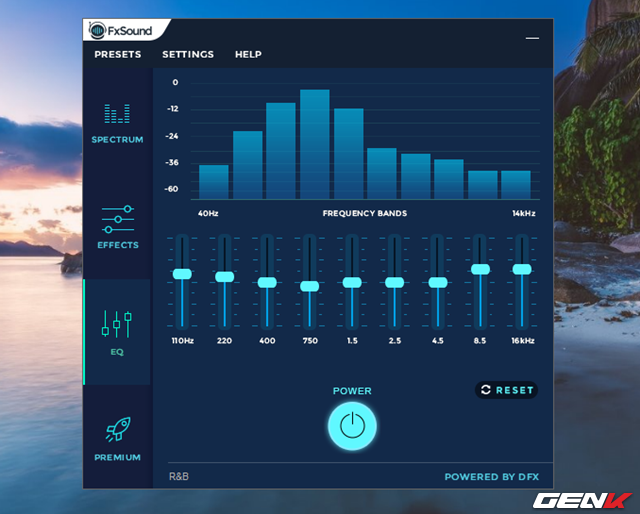 FxSound
PRESETS SETTINGS HELP
0
-12
-24
-36
-60
40Hz FREQUENCY BANDS 14kHz
SPECTRUM
EFFECTS
EQ
PREMIUM
110Hz 220 400 750 1.5 2.5 4.5 8.5 16kHz
POWER
RESET
R&B
POWERED BY DFX
GENK